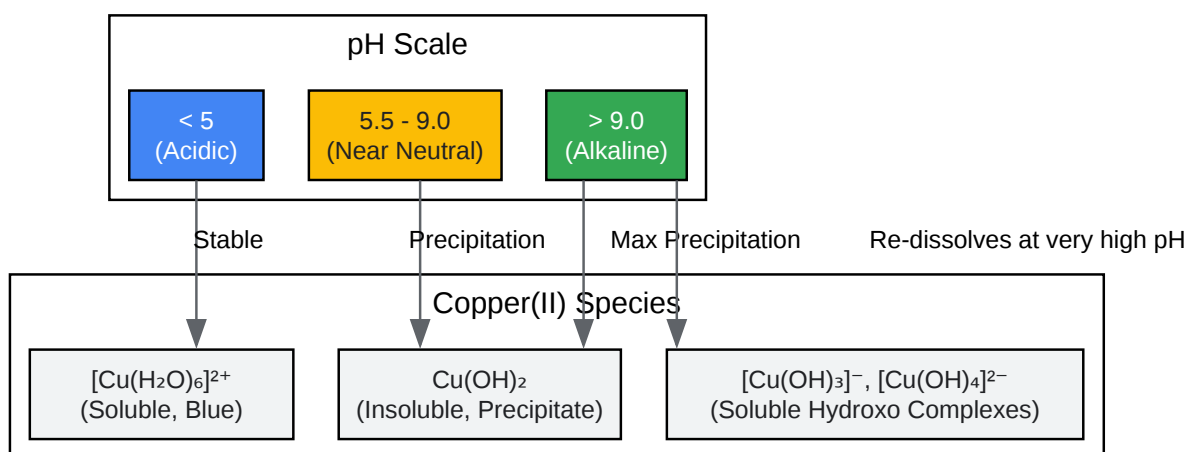 pH Scale
< 5
(Acidic)
5.5 - 9.0
(Near Neutral)
> 9.0
(Alkaline)
Stable
Precipitation
Max Precipitation
Re-dissolves at very high pH
Copper(II) Species
[Cu(H₂O)₆]²⁺
(Soluble, Blue)
Cu(OH)₂
(Insoluble, Precipitate)
[Cu(OH)₃]⁻, [Cu(OH)₄]²⁻
(Soluble Hydroxo Complexes)